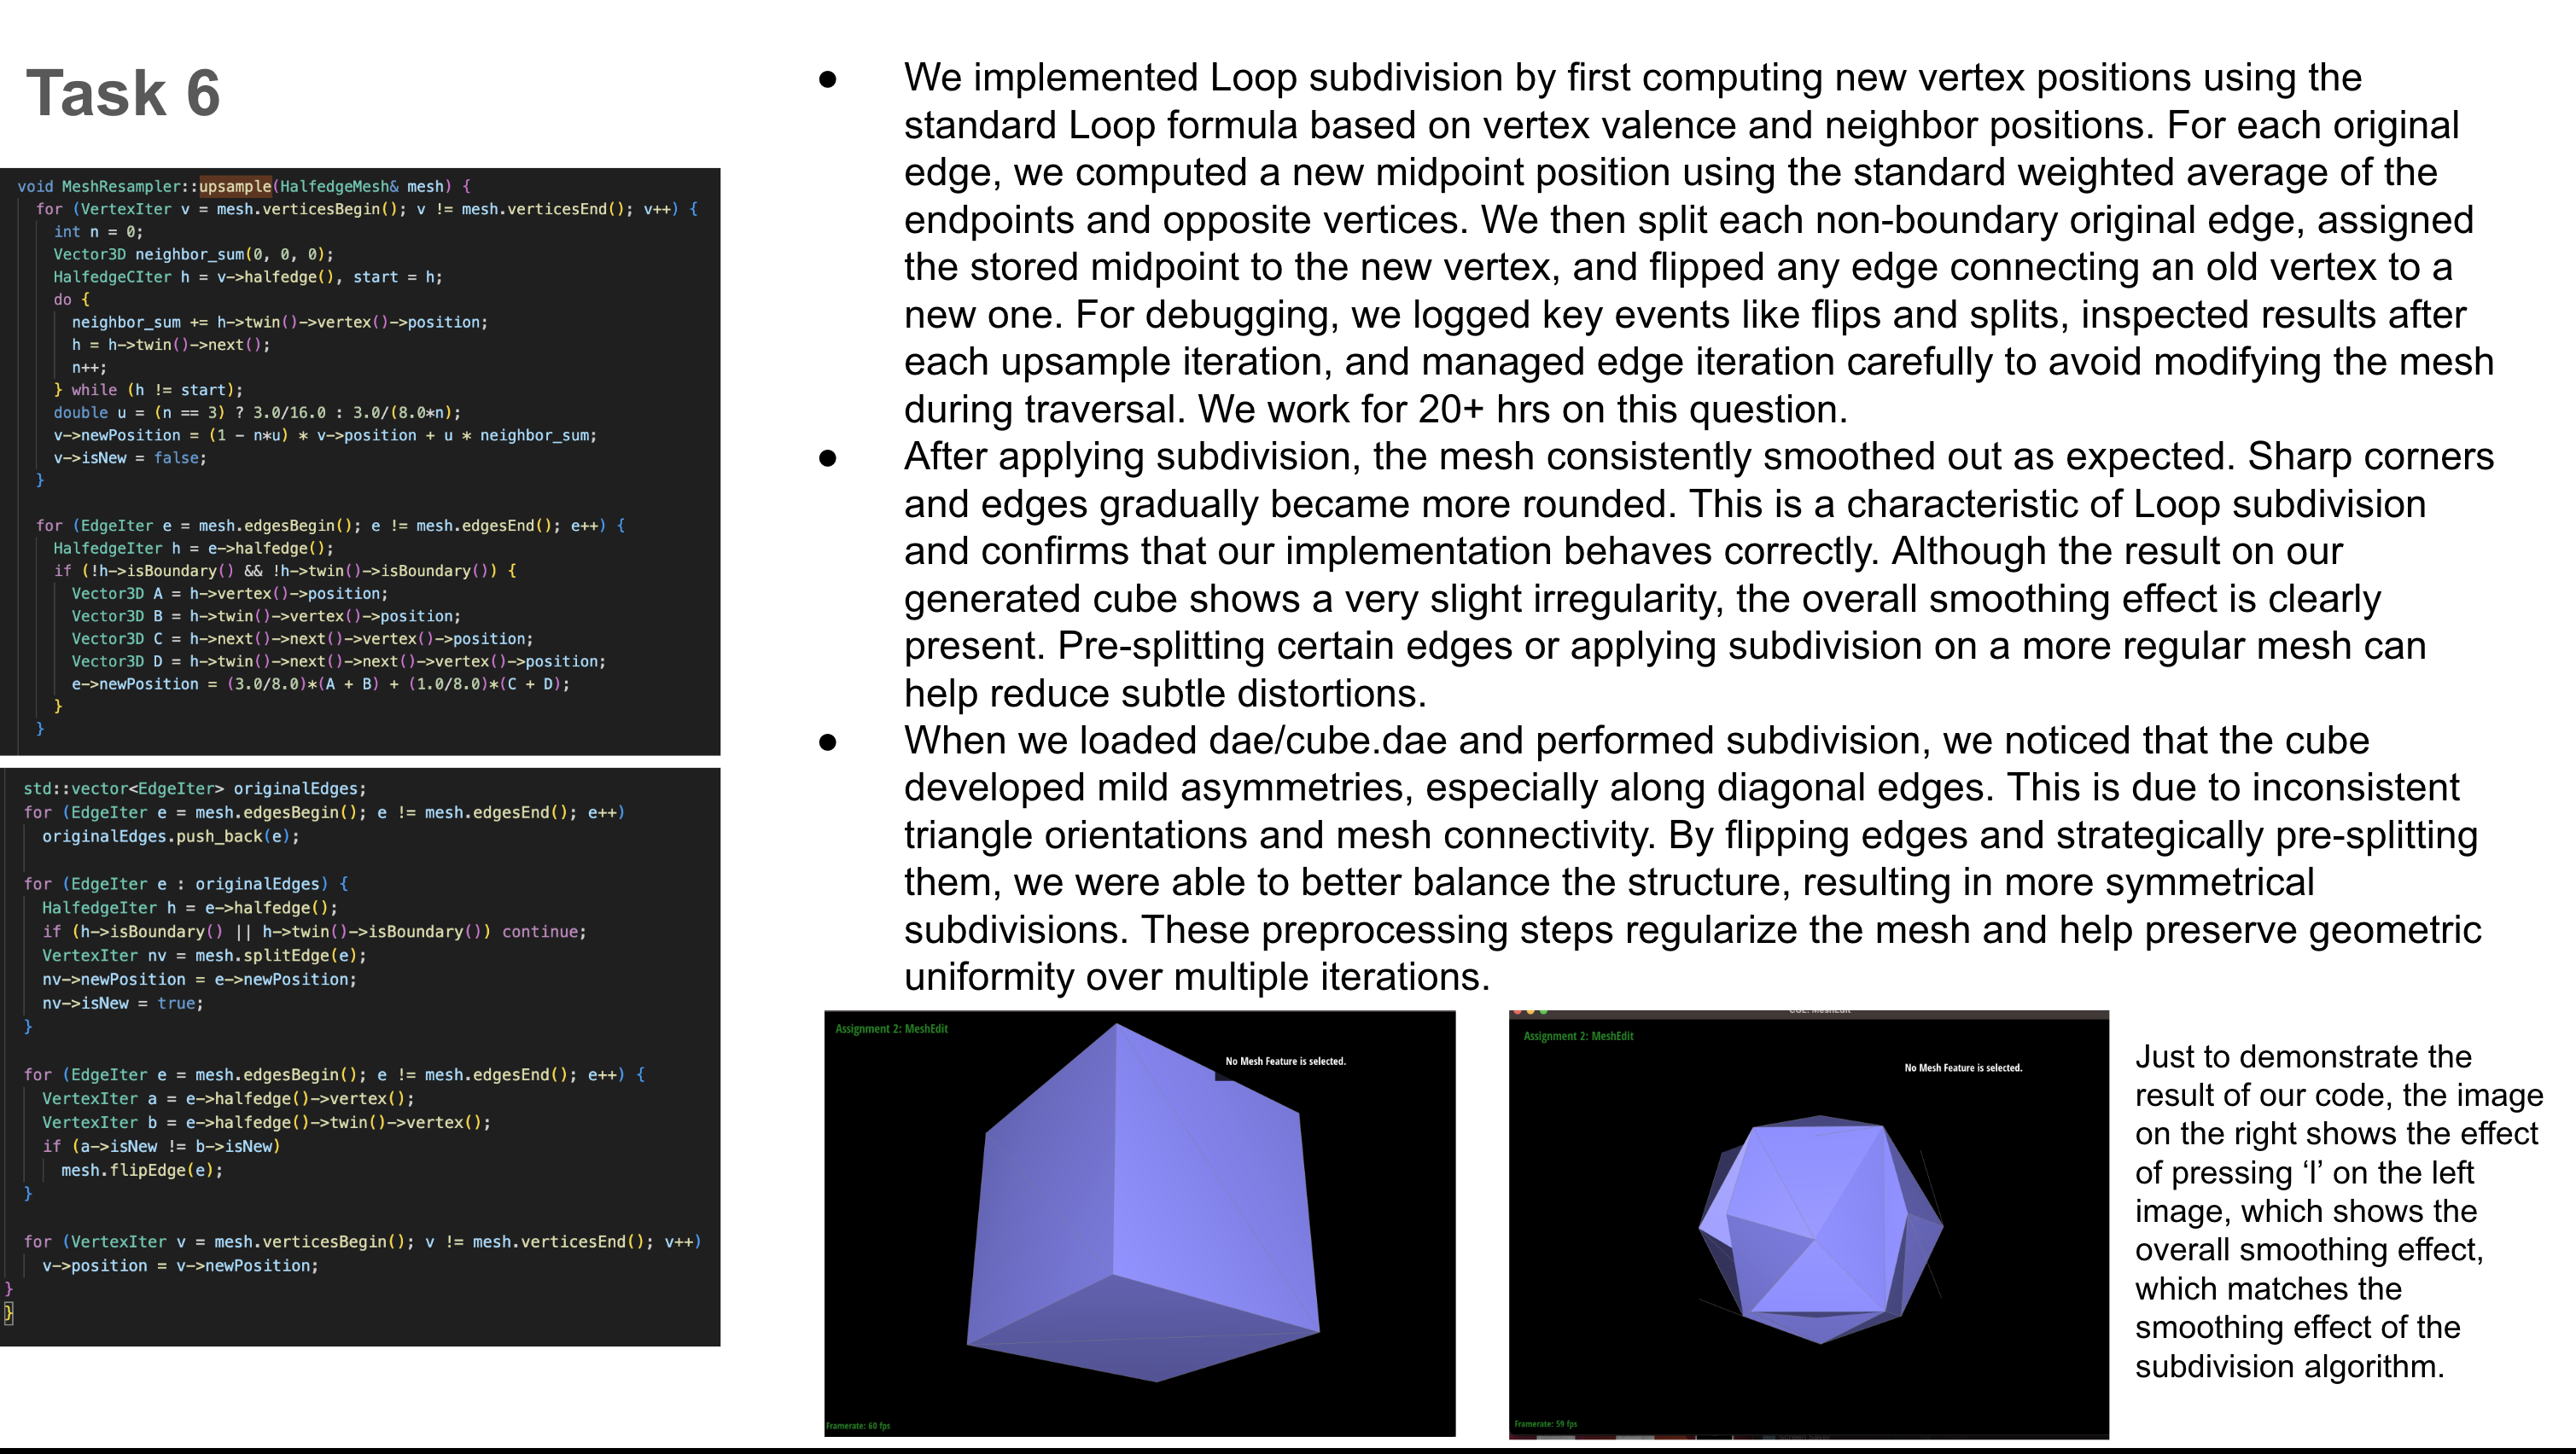 Task 6
void MeshResampler::upsample(HalfedgeMesh& mesh) {
for (VertexIter v = mesh.verticesBegin(); v != mesh.verticesEnd(); v++) {
int n = 0;
Vector3D neighbor_sum(0, 0, 0);
HalfedgeCIter h = v->halfedge(), start = h;
do {
neighbor_sum += h->twin()->vertex()->position;
h = h->twin()->next();
n++;
} while (h != start);
double u = (n == 3) ? 3.0/16.0 : 3.0/(8.0*n);
v->newPosition = (1 - n*u) * v->position + u * neighbor_sum;
v->isNew = false;
}
for (EdgeIter e = mesh.edgesBegin(); e != mesh.edgesEnd(); e++) {
HalfedgeIter h = e->halfedge();
if (!h->isBoundary() && !h->twin()->isBoundary()) {
Vector3D A = h->vertex()->position;
Vector3D B = h->twin()->vertex()->position;
Vector3D C = h->next()->next()->vertex()->position;
Vector3D D = h->twin()->next()->next()->vertex()->position;
e->newPosition = (3.0/8.0)*(A + B) + (1.0/8.0)*(C + D);
}
}
std::vector<EdgeIter> originalEdges;
for (EdgeIter e = mesh.edgesBegin(); e != mesh.edgesEnd(); e++)
originalEdges.push_back(e);
for (EdgeIter e : originalEdges) {
HalfedgeIter h = e->halfedge();
if (h->isBoundary() || h->twin()->isBoundary()) continue;
VertexIter nv = mesh.splitEdge(e);
nv->newPosition = e->newPosition;
nv->isNew = true;
}
for (EdgeIter e = mesh.edgesBegin(); e != mesh.edgesEnd(); e++) {
VertexIter a = e->halfedge()->vertex();
VertexIter b = e->halfedge()->twin()->vertex();
if (a->isNew != b->isNew)
mesh.flipEdge(e);
}
for (VertexIter v = mesh.verticesBegin(); v != mesh.verticesEnd(); v++)
v->position = v->newPosition;
}
}
● We implemented Loop subdivision by first computing new vertex positions using the
standard Loop formula based on vertex valence and neighbor positions. For each original
edge, we computed a new midpoint position using the standard weighted average of the
endpoints and opposite vertices. We then split each non-boundary original edge, assigned
the stored midpoint to the new vertex, and flipped any edge connecting an old vertex to a
new one. For debugging, we logged key events like flips and splits, inspected results after
each upsample iteration, and managed edge iteration carefully to avoid modifying the mesh
during traversal. We work for 20+ hrs on this question.
● After applying subdivision, the mesh consistently smoothed out as expected. Sharp corners
and edges gradually became more rounded. This is a characteristic of Loop subdivision
and confirms that our implementation behaves correctly. Although the result on our
generated cube shows a very slight irregularity, the overall smoothing effect is clearly
present. Pre-splitting certain edges or applying subdivision on a more regular mesh can
help reduce subtle distortions.
● When we loaded dae/cube.dae and performed subdivision, we noticed that the cube
developed mild asymmetries, especially along diagonal edges. This is due to inconsistent
triangle orientations and mesh connectivity. By flipping edges and strategically pre-splitting
them, we were able to better balance the structure, resulting in more symmetrical
subdivisions. These preprocessing steps regularize the mesh and help preserve geometric
uniformity over multiple iterations.
Assignment 2: MeshEdit
No Mesh Feature is selected.
Framerate: 60 fps
Assignment 2: MeshEdit
No Mesh Feature is selected.
Framerate: 59 fps
Just to demonstrate the
result of our code, the image
on the right shows the effect
of pressing ‘l’ on the left
image, which shows the
overall smoothing effect,
which matches the
smoothing effect of the
subdivision algorithm.